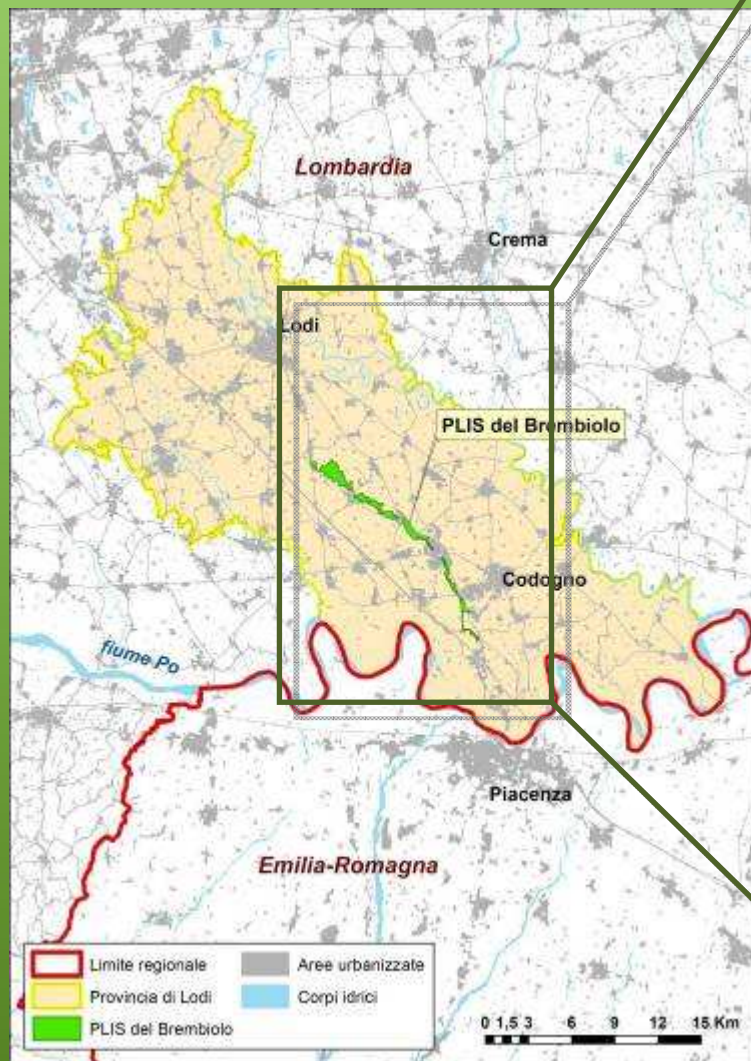 Lombardia
Crema
Lodi
PLIS del Brembiolo
Codogno
fiume Po
Piacenza
Emilia-Romagna
Limite regionale
Aree urbanizzate
Provincia di Lodi
Corpi idrici
PLIS del Brembiolo
0 1,5 3 6 9 12 15 Km